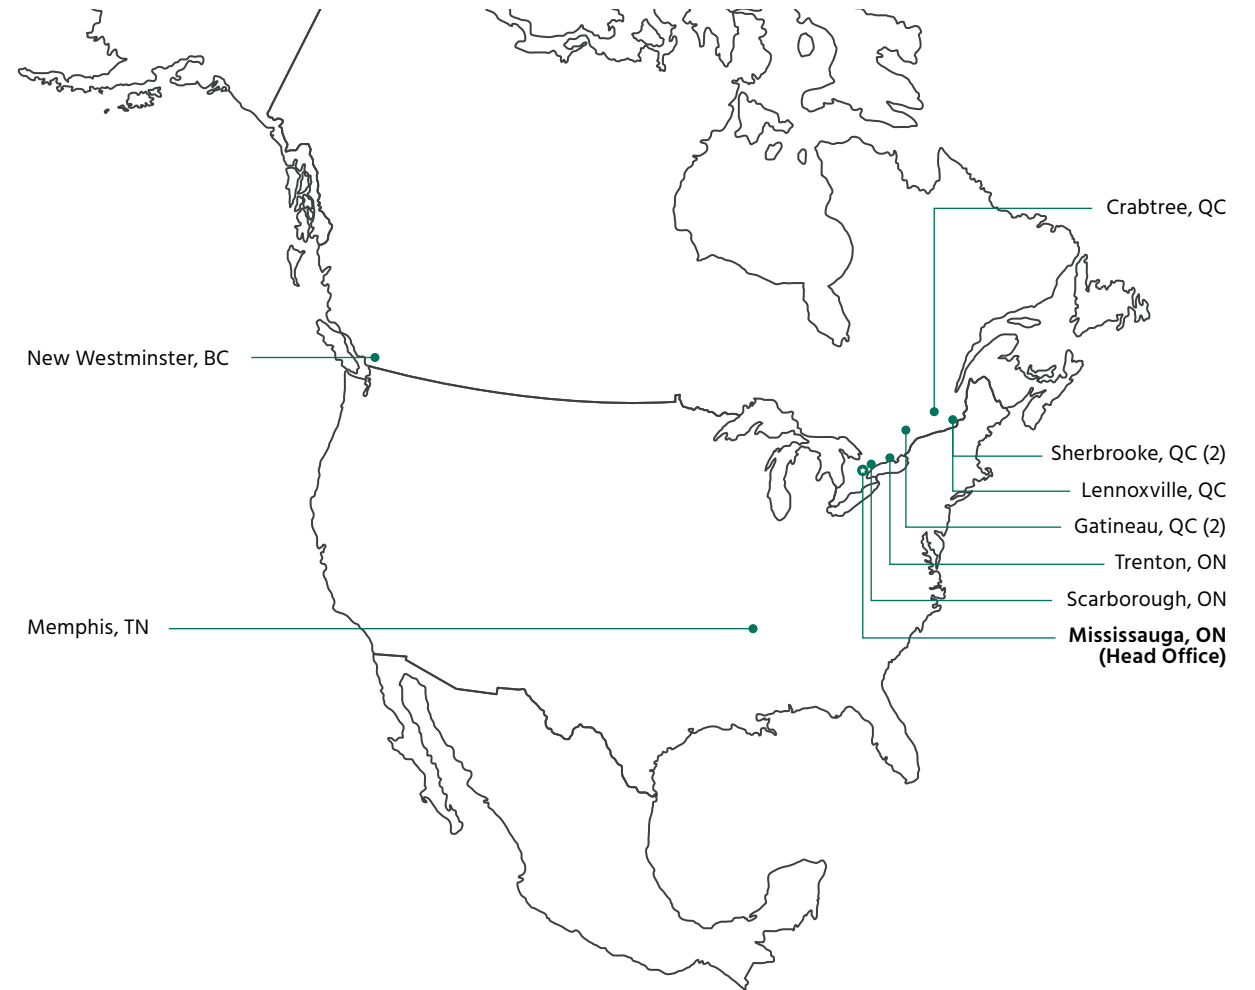 Crabtree, QC
New Westminster, BC
Sherbrooke, QC (2)
Lennoxville, QC
Gatineau, QC (2)
Trenton, ON
Scarborough, ON
Memphis, TN
Mississauga, ON
(Head Office)